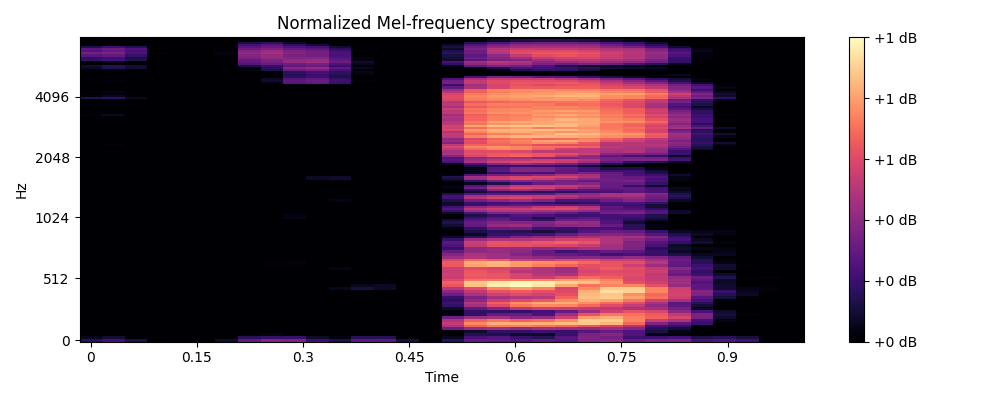 Normalized Mel-frequency spectrogram
+1 dB
4096
+1 dB
2048
+1 dB
Hz
1024
+0 dB
512
+0 dB
0
+0 dB
0 0.15 0.3 0.45 0.6 0.75 0.9
Time